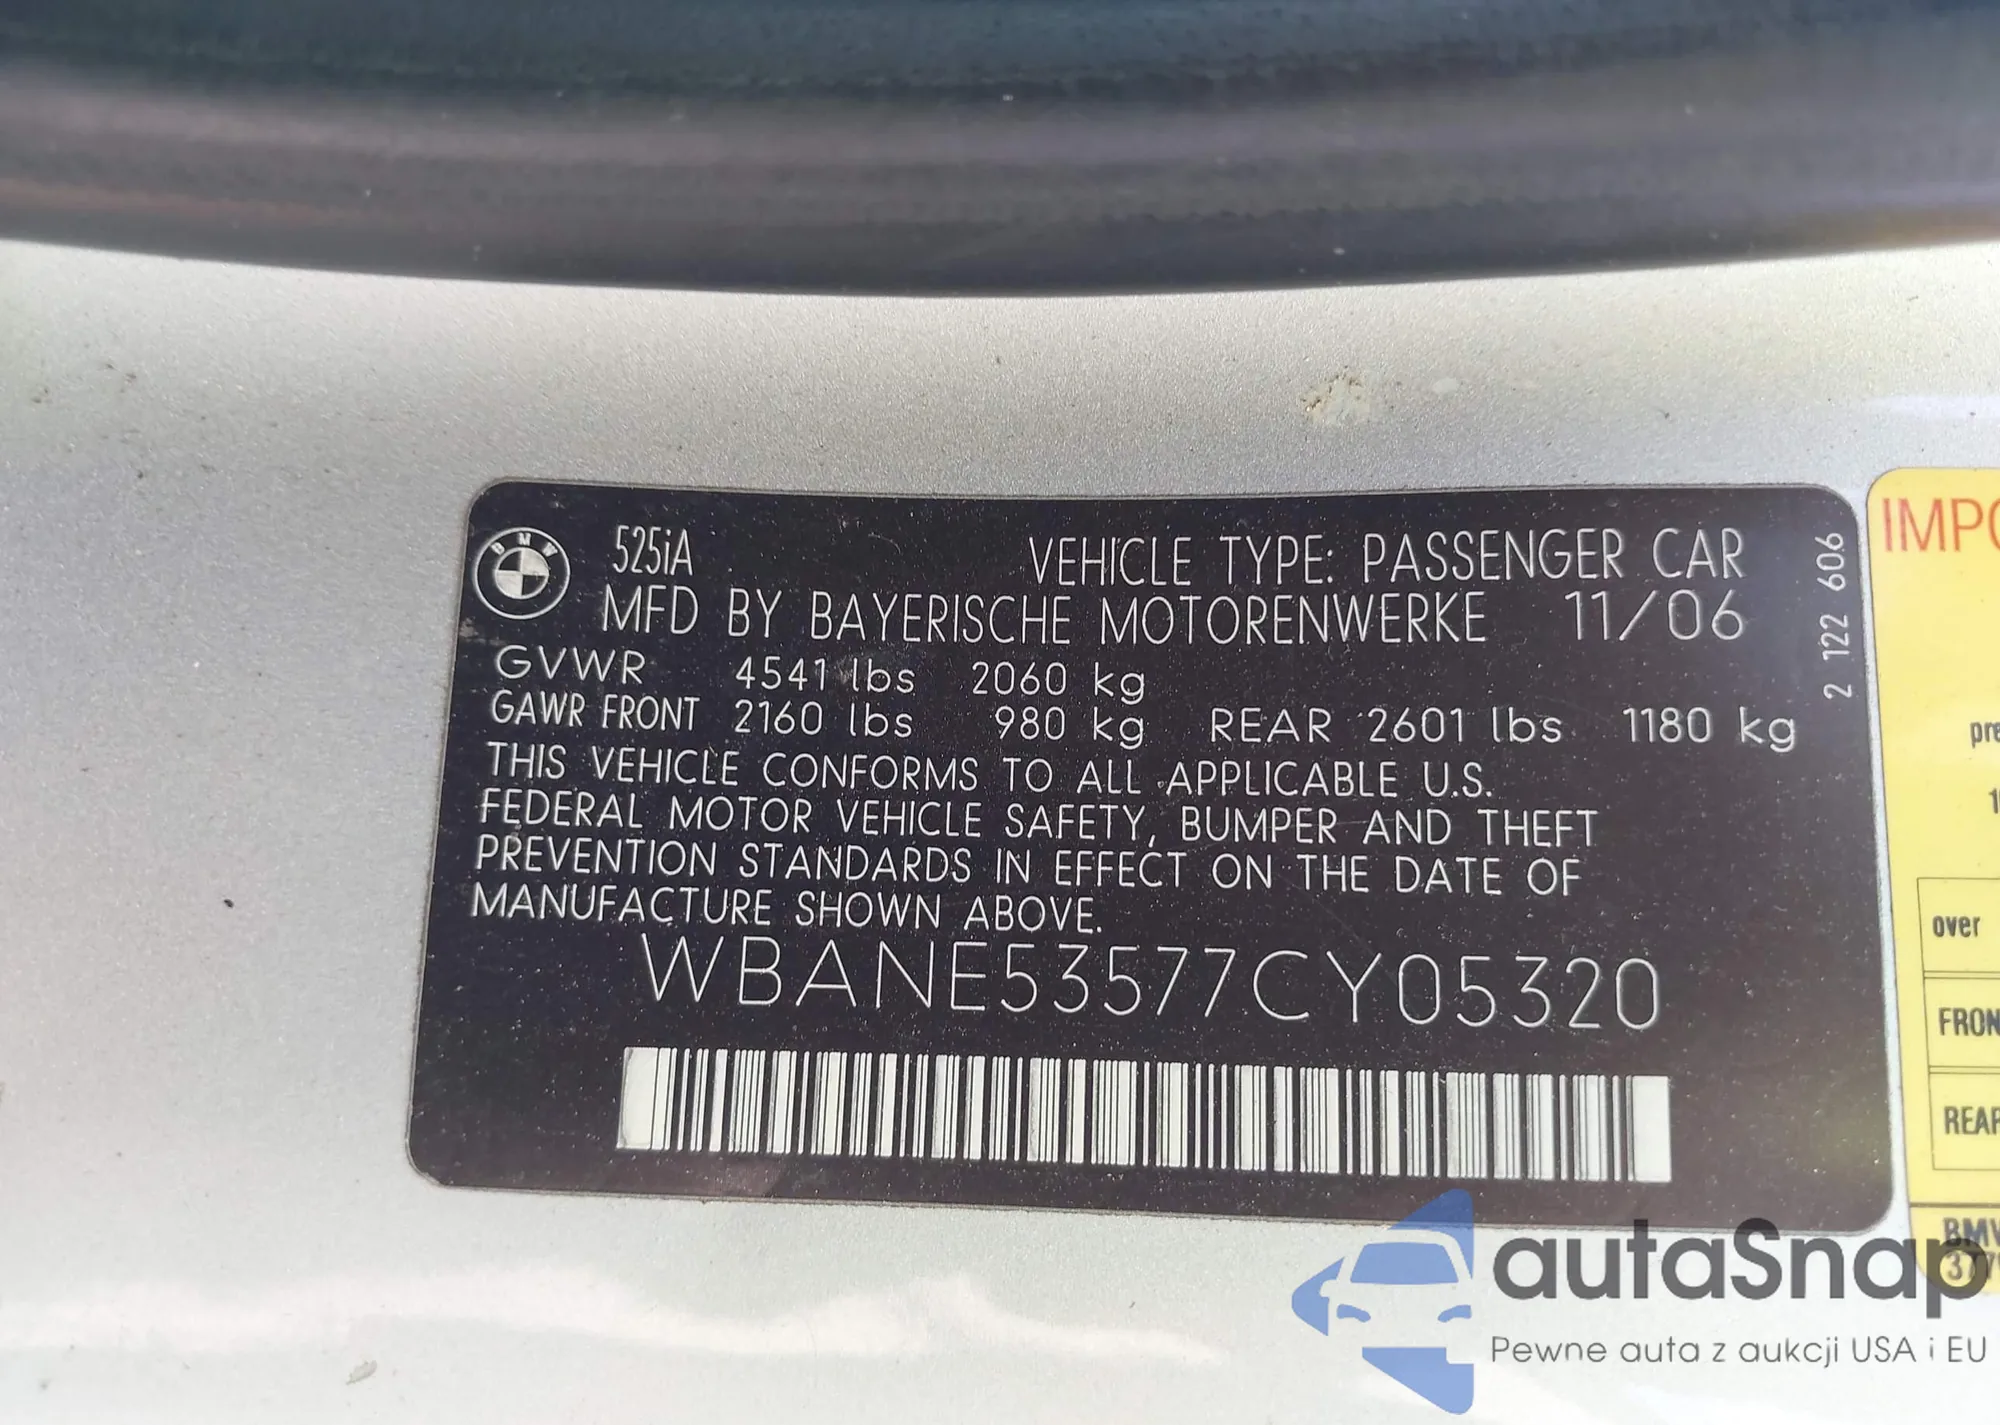 BMW
525iA
VEHICLE TYPE: PASSENGER CAR
MFD BY BAYERISCHE MOTORENWERKE 11/06
GVWR 4541 lbs 2060 kg
GAWR FRONT 2160 lbs 980 kg REAR 2601 lbs 1180 kg
THIS VEHICLE CONFORMS TO ALL APPLICABLE U.S.
FEDERAL MOTOR VEHICLE SAFETY, BUMPER AND THEFT
PREVENTION STANDARDS IN EFFECT ON THE DATE OF
MANUFACTURE SHOWN ABOVE.
WBANE53577CY05320
2 122 606
over
autaSnap
Pewne auta z aukcji USA i EU